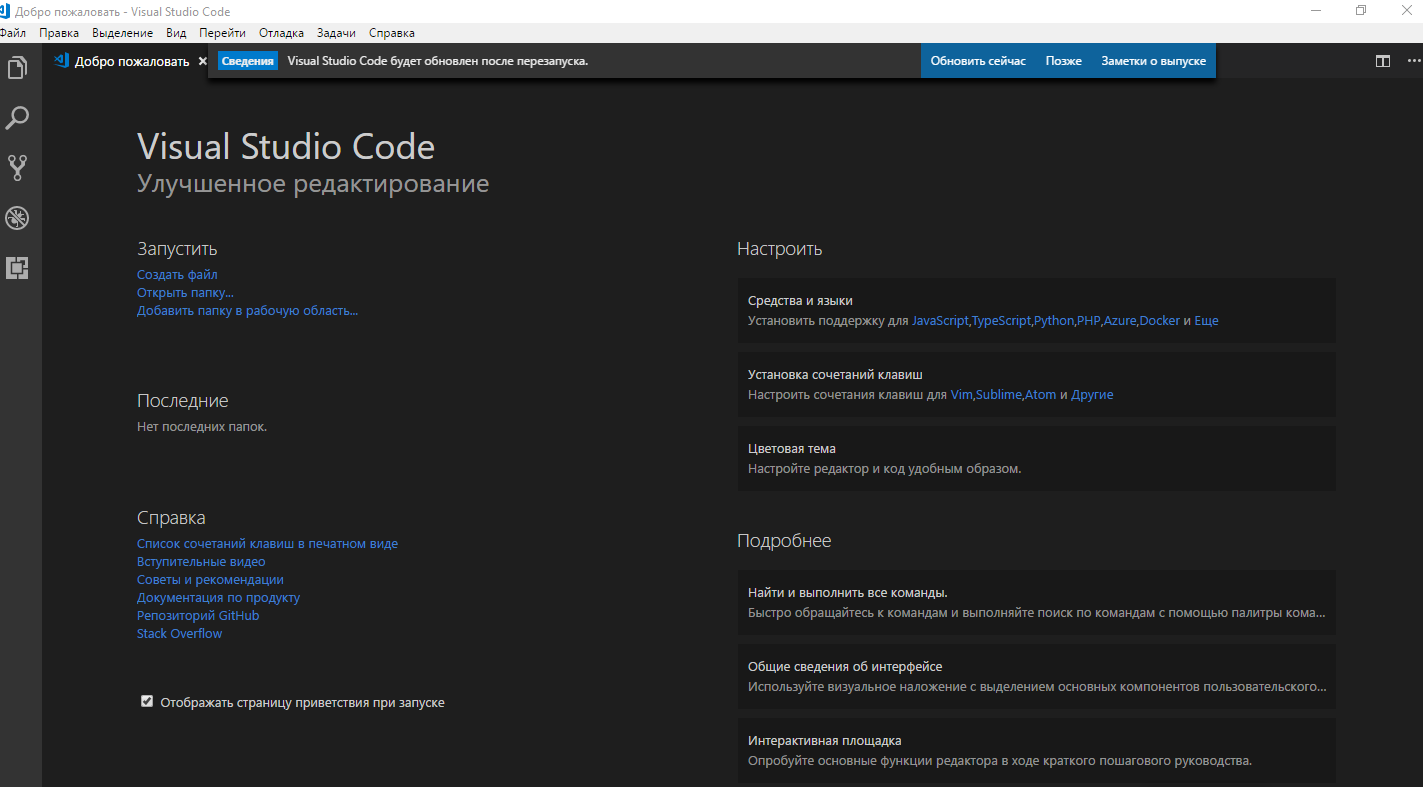 Добро пожаловать - Visual Studio Code
Файл Правка Выделение Вид Перейти Отладка Задачи Справка
Добро пожаловать
Сведения Visual Studio Code будет обновлен после перезапуска. Обновить сейчас Позже Заметки о выпуске
Visual Studio Code
Улучшенное редактирование
Запустить
Создать файл
Открыть папку...
Добавить папку в рабочую область...
Последние
Нет последних папок.
Справка
Список сочетаний клавиш в печатном виде
Вступительные видео
Советы и рекомендации
Документация по продукту
Репозиторий GitHub
Stack Overflow
Отображать страницу приветствия при запуске
Настроить
Средства и языки
Установить поддержку для JavaScript,TypeScript,Python,PHP,Azure,Docker и Еще
Установка сочетаний клавиш
Настроить сочетания клавиш для Vim,Sublime,Atom и Другие
Цветовая тема
Настройте редактор и код удобным образом.
Подробнее
Найти и выполнить все команды.
Быстро обращайтесь к командам и выполняйте поиск по командам с помощью палитры кома...
Общие сведения об интерфейсе
Используйте визуальное наложение с выделением основных компонентов пользовательского...
Интерактивная площадка
Опробуйте основные функции редактора в ходе краткого пошагового руководства.